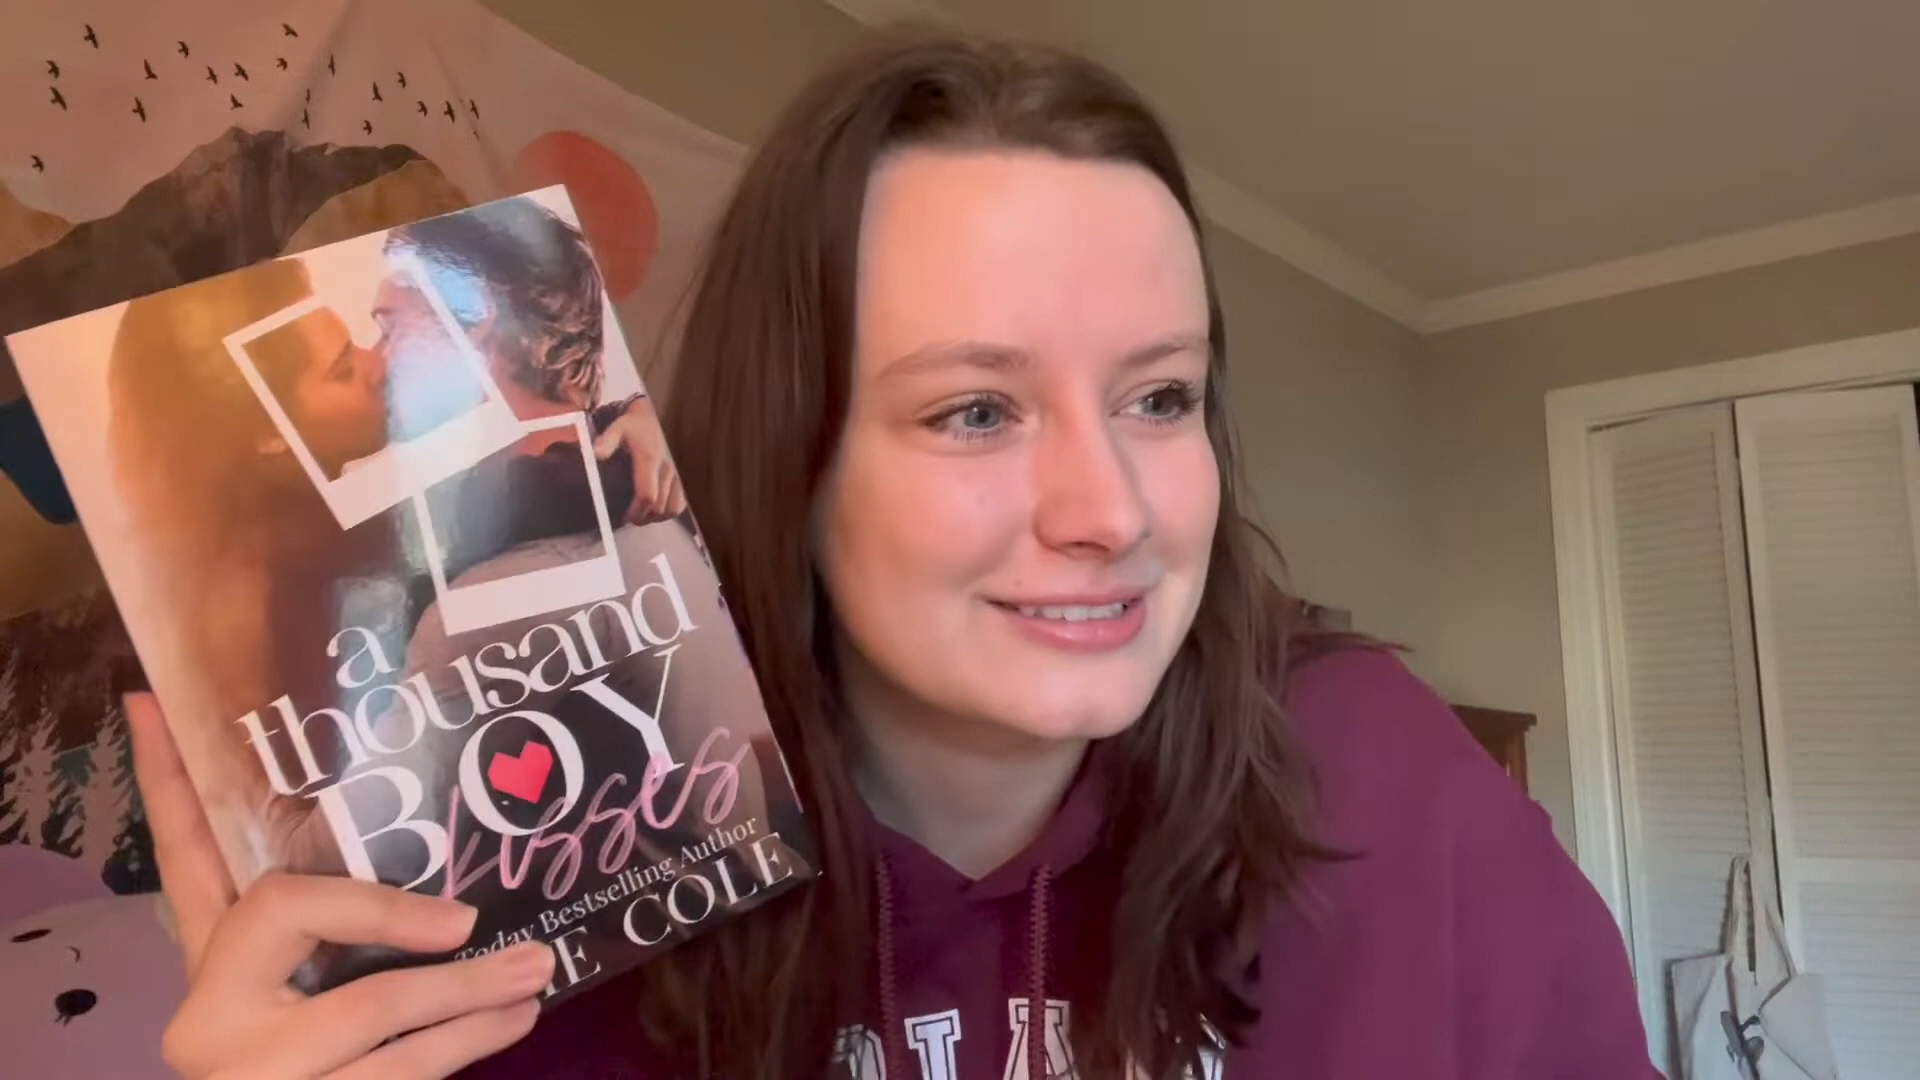 a
thousand
BOY
kisses
Today Bestselling Author
COLE